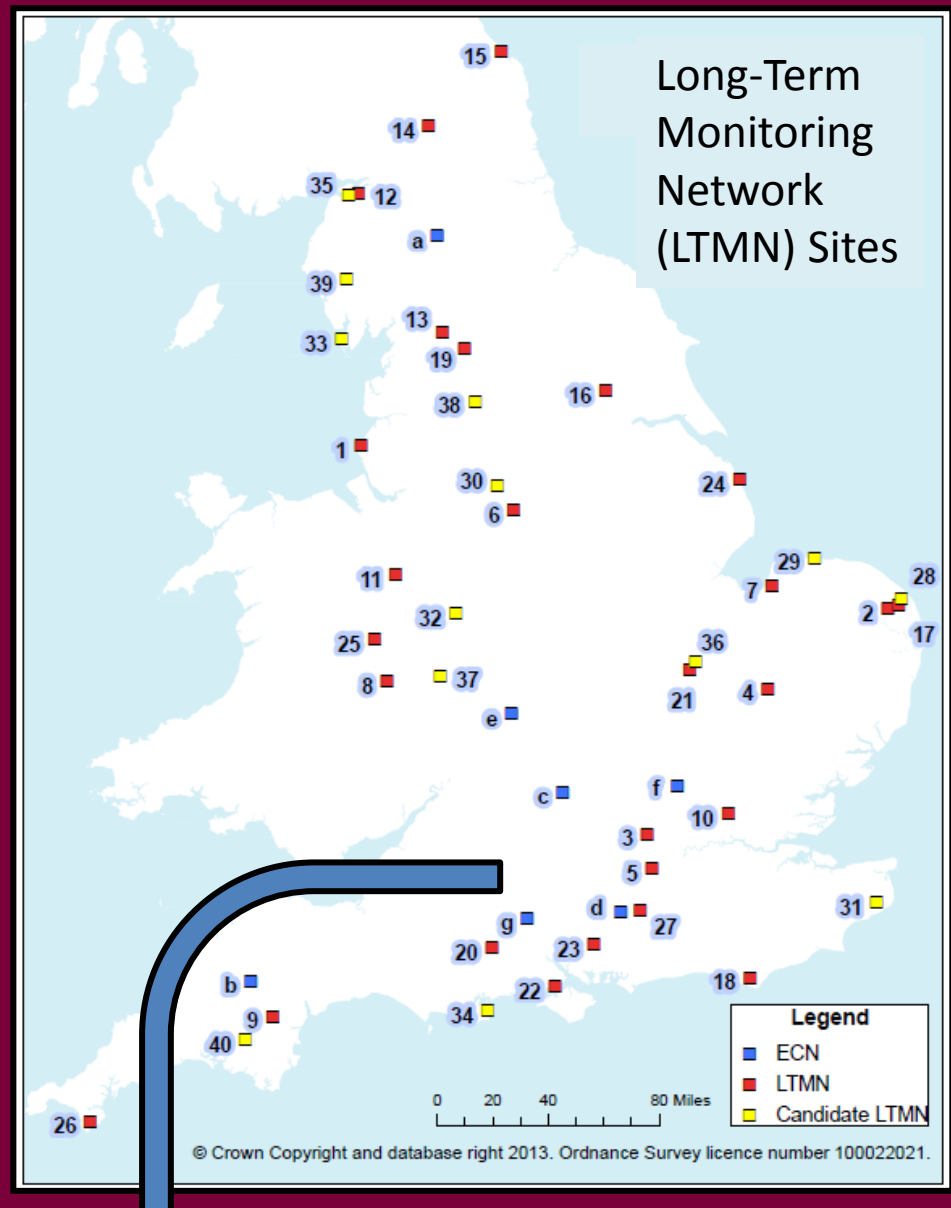 Long-Term
Monitoring
Network
(LTMN) Sites
15
14
35
12
a
39
13
33
19
38
16
1
30
24
6
29
28
11
7
2
32
17
25
36
8
37
4
21
e
f
c
10
3
5
31
d
g
27
20
23
b
18
22
9
34
40
26
Legend
ECN
LTMN
Candidate LTMN
0 20 40 80 Miles
© Crown Copyright and database right 2013. Ordnance Survey licence number 100022021.